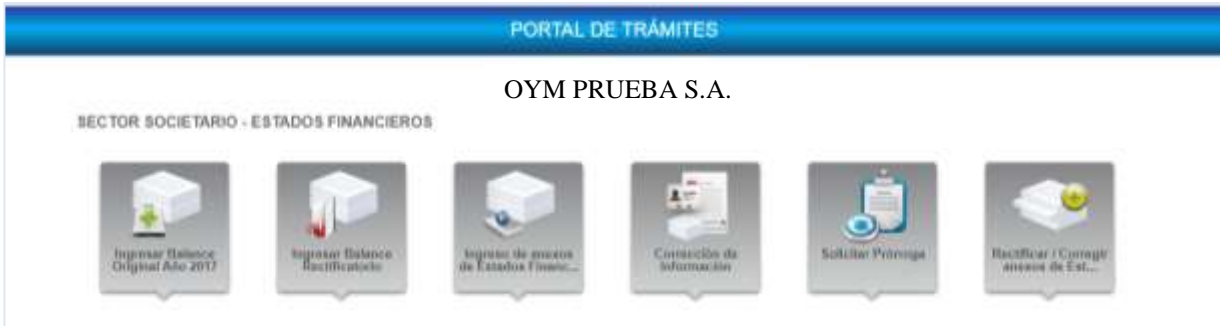 PORTAL DE TRÁMITES
OYM PRUEBA S.A.
SECTOR SOCIETARIO - ESTADOS FINANCIEROS
Ingresar Balance
Original Año 2017
Ingresar Balance
Rectificatorio
Ingreso de anexos
de Estados Financ...
Corrección de
Información
Solicitar Prórroga
Rectificar / Corregir
anexos de Est...